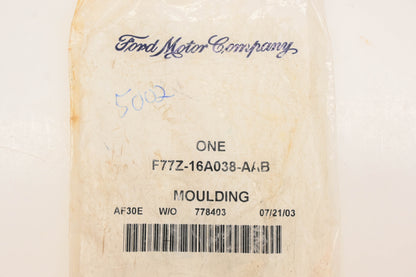 Ford Motor Company
5002
ONE
F77Z-16A038-AAB
MOULDING
AF30E W/O 778403 07/21/03